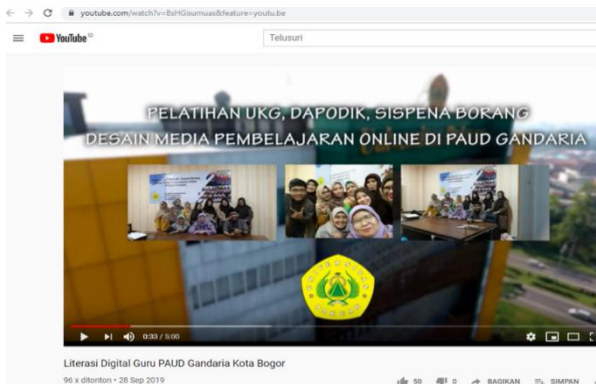 youtube.com/watch?v=BsHGisumuas&feature=youtu.be
YouTube ID
Telusuri
PELATIHAN UKG, DAPODIK, SISPENA BORANG
DESAIN MEDIA PEMBELAJARAN ONLINE DI PAUD GANDARIA
0:33 / 5:00
Literasi Digital Guru PAUD Gandaria Kota Bogor
96 x ditonton • 28 Sep 2019
50
0
BAGIKAN
SIMPAN